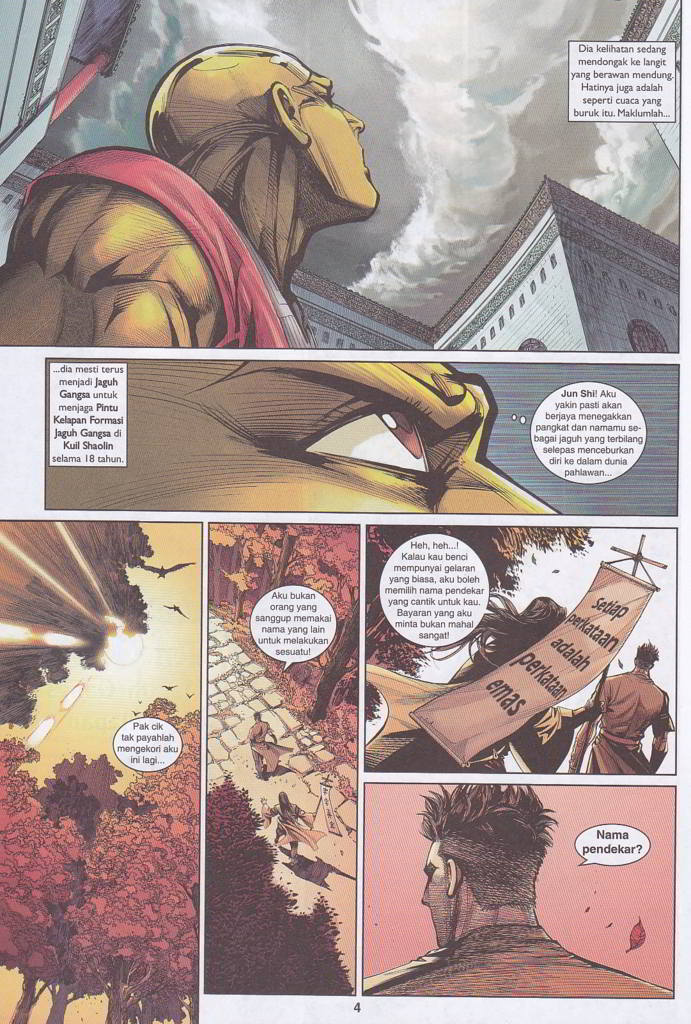 Dia kelihatan sedang
mendongak ke langit
yang berawan mendung.
Hatinya juga adalah
seperti cuaca yang
buruk itu. Maklumlah...
...dia mesti terus
menjadi Jaguh
Gangsa untuk
menjaga Pintu
Kelapan Formasi
Jaguh Gangsa di
Kuil Shaolin
selama 18 tahun.
Jun Shi! Aku
yakin pasti akan
berjaya menegakkan
pangkat dan namamu se-
bagai jaguh yang terbilang
selepas menceburkan
diri ke dalam dunia
pahlawan...
Pak cik
tak payahlah
mengekori aku
ini lagi...
Aku bukan
orang yang
sanggup memakai
nama yang lain
untuk melakukan
sesuatu!
Heh, heh...!
Kalau kau benci
mempunyai gelaran
yang biasa, aku boleh
memilih nama pendekar
yang cantik untuk kau.
Bayaran yang aku
minta bukan mahal
sangat!
Setiap
perkataan
adalah
perkataan
emas
Nama
pendekar?
4